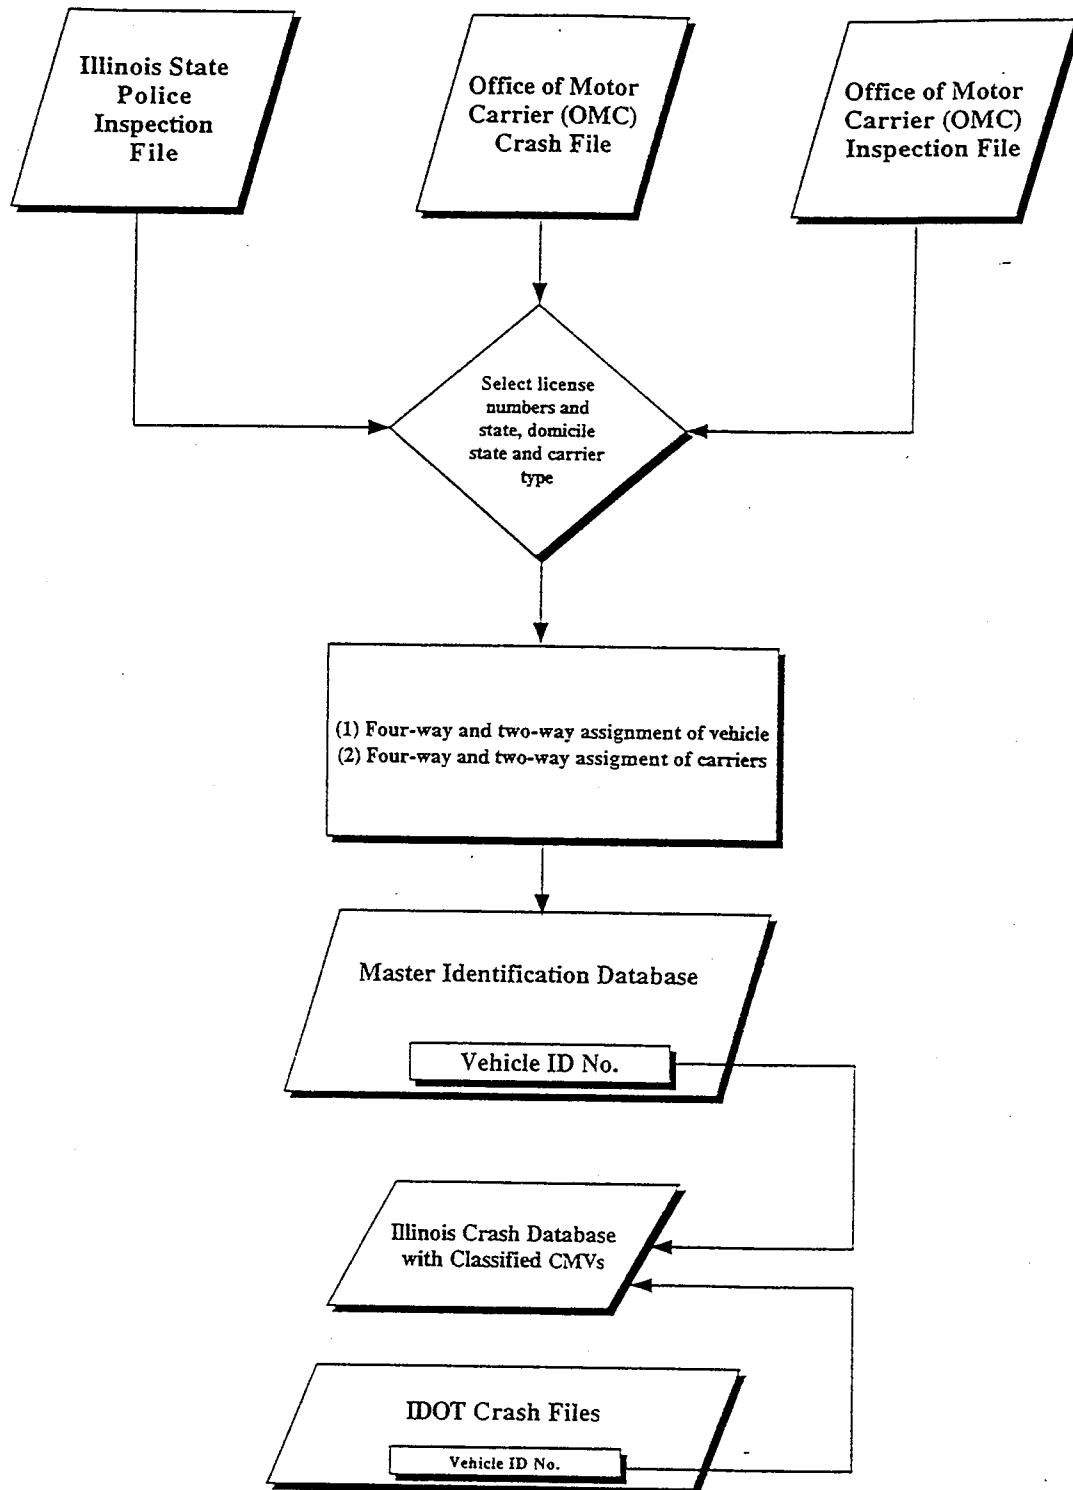 Illinois State
Police
Inspection
File
Office of Motor
Carrier (OMC)
Crash File
Office of Motor
Carrier (OMC)
Inspection File
Select license
numbers and
state, domicile
state and carrier
type
(1) Four-way and two-way assignment of vehicle
(2) Four-way and two-way assigment of carriers
Master Identification Database
Vehicle ID No.
Illinois Crash Database
with Classified CMVs
IDOT Crash Files
Vehicle ID No.